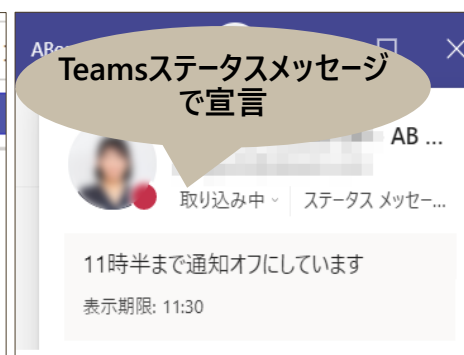 Teamsステータスメッセージ
で宣言
AB ...
取り込み中
ステータス メッセー...
11時半まで通知オフにしています
表示期限: 11:30